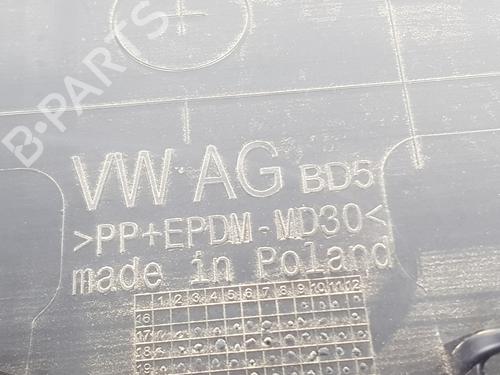 B-PARTS
VW AG BD5
>PP+EPDM-MD30<
made in Poland
1 2 3 4 5 6 7 8 9 10 11 12
16
17
18
19